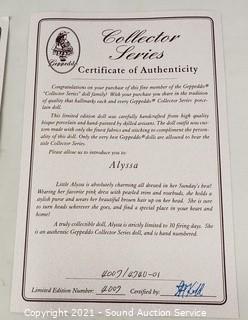 Geppeddo
Collector
Series
Certificate of Authenticity
Congratulations on your purchase of this fine member of the Geppeddo
"Collector Series" doll family! With your purchase you share in the tradition
of quality that hallmarks each and every Geppeddo Collector Series porce-
lain doll.
This limited edition doll was carefully handcrafted from high quality
bisque porcelain and hand-painted by skilled artisans. The doll outfit was cus-
tom made with only the finest fabrics and stitching to compliment the person-
ality of this doll. Only the very best Geppeddo dolls are allowed to bear the
title Collector Series.
Please allow us to introduce you to:
Alyssa
Little Alyssa is absolutely charming all dressed in her Sunday's best!
Wearing her favorite pink dress with pearled trim and rosebuds, she holds a
stylish purse and wears her beautiful brown hair up on her head. She is sure
to turn heads wherever she goes, and find a special place in your heart and
home!
A truly collectible doll, Alyssa is strictly limited to 10 firing days. She
is an authentic Geppeddo Collector Series doll, and is hand numbered.
4007/4780-01
Limited Edition Number: 4007 Certified by:
Copyright 2021 - Sound Auction Service